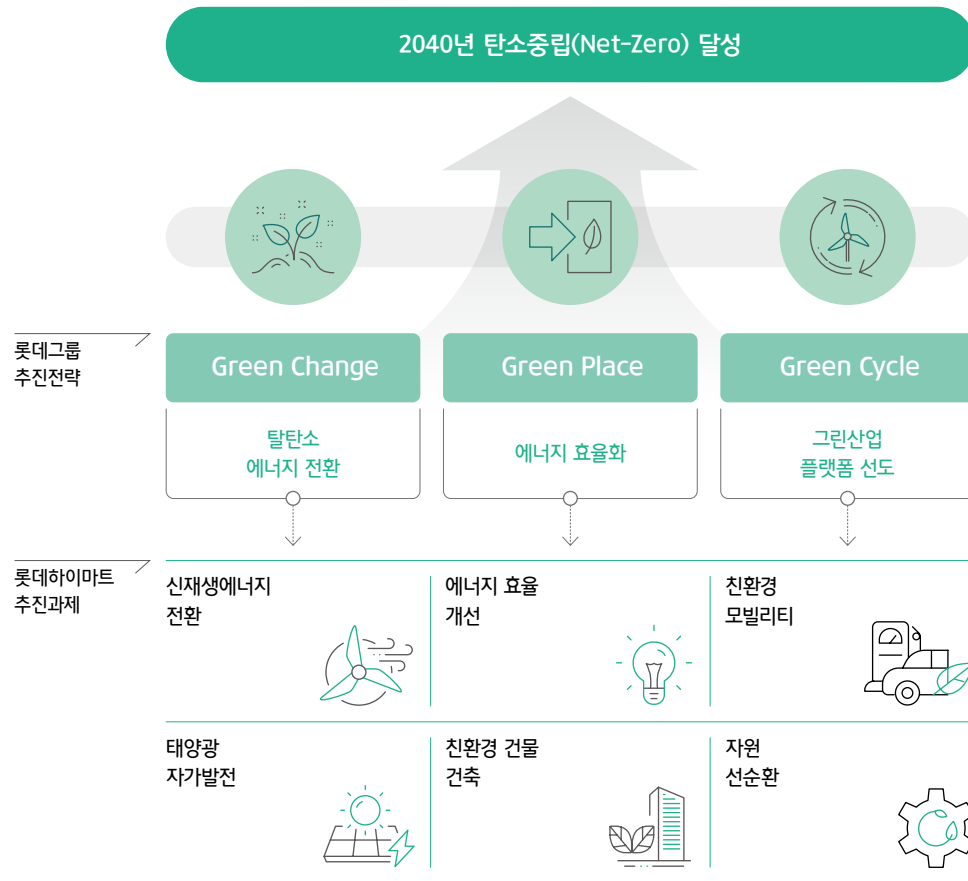 2040년 탄소중립(Net-Zero) 달성
롯데그룹
추진전략
Green Change
Green Place
Green Cycle
탈탄소
에너지 전환
에너지 효율화
그린산업
플랫폼 선도
롯데하이마트
추진과제
신재생에너지
전환
에너지 효율
개선
친환경
모빌리티
태양광
자가발전
친환경 건물
건축
자원
선순환